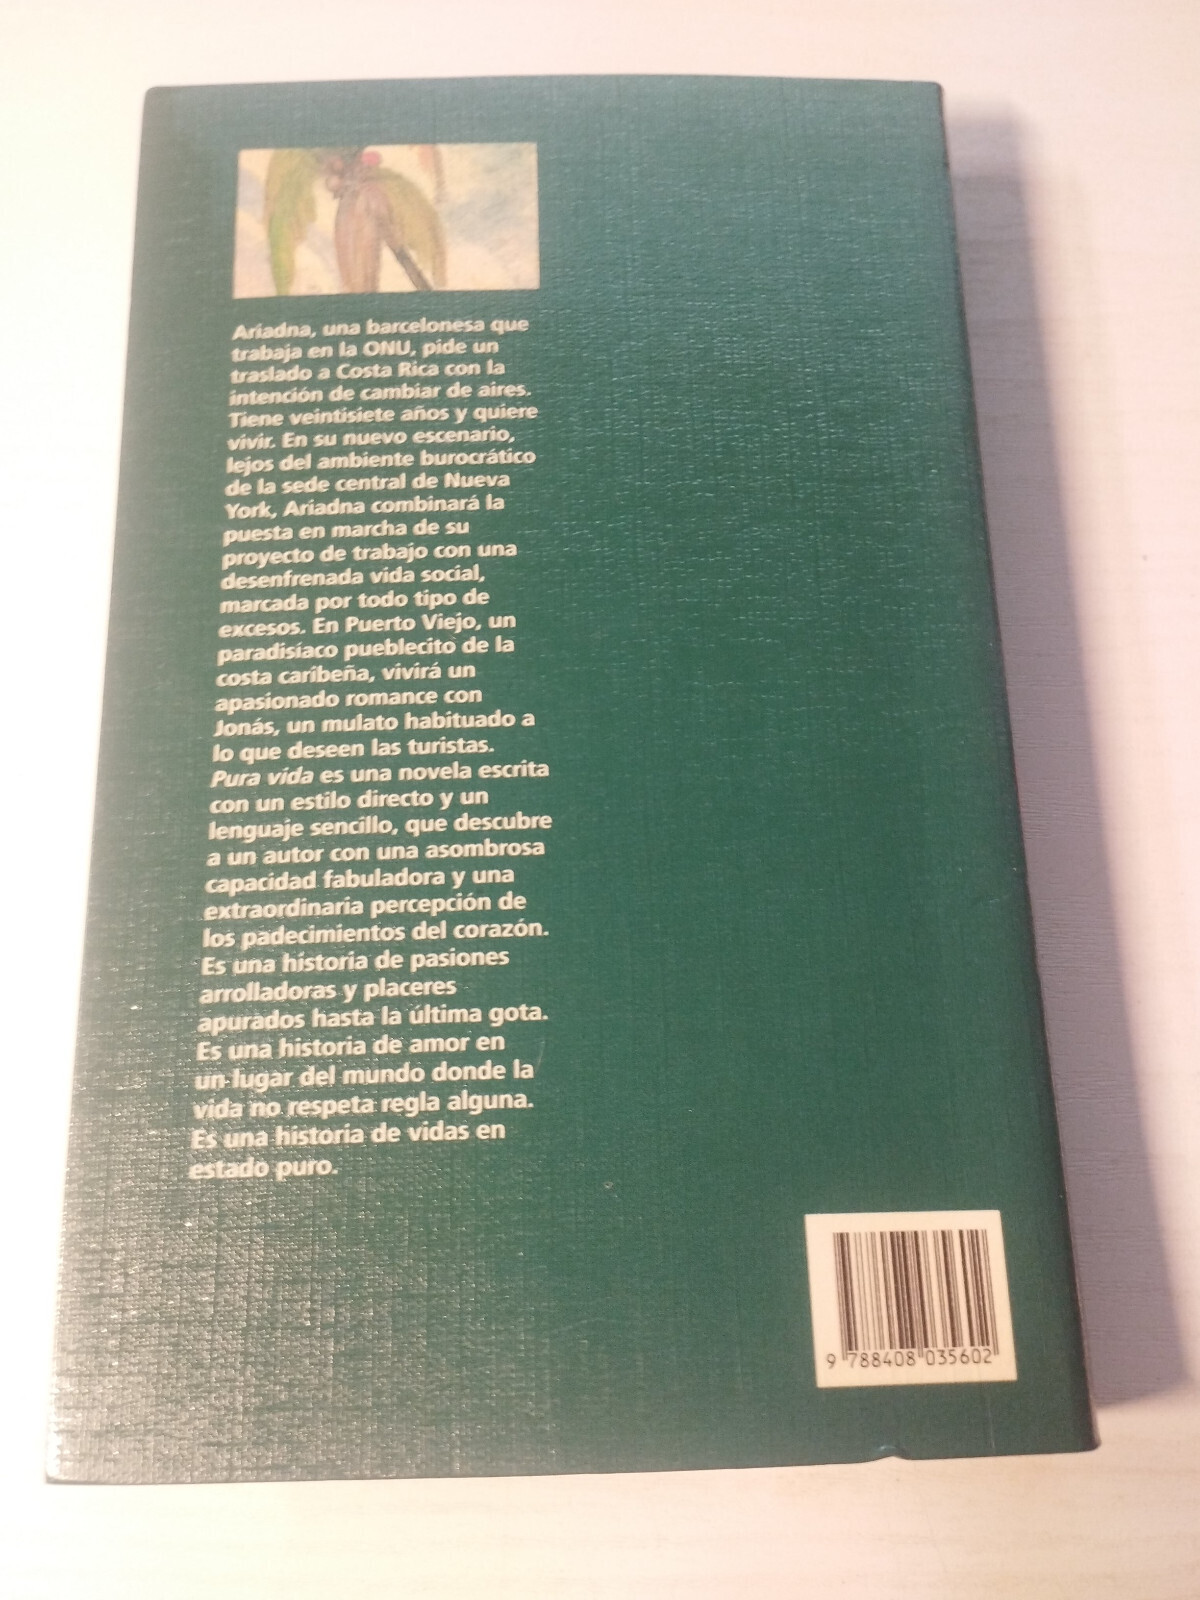 Ariadna, una barcelonesa que
trabaja en la ONU, pide un
traslado a Costa Rica con la
intención de cambiar de aires.
Tiene veintisiete años y quiere
vivir. En su nuevo escenario,
lejos del ambiente burocrático
de la sede central de Nueva
York, Ariadna combinará la
puesta en marcha de su
proyecto de trabajo con una
desenfrenada vida social,
marcada por todo tipo de
excesos. En Puerto Viejo, un
paradisíaco pueblecito de la
costa caribeña, vivirá un
apasionado romance con
Jonás, un mulato habituado a
lo que deseen las turistas.
Pura vida es una novela escrita
con un estilo directo y un
lenguaje sencillo, que descubre
a un autor con una asombrosa
capacidad fabuladora y una
extraordinaria percepción de
los padecimientos del corazón.
Es una historia de pasiones
arrolladoras y placeres
apurados hasta la última gota.
Es una historia de amor en
un lugar del mundo donde la
vida no respeta regla alguna.
Es una historia de vidas en
estado puro.
9 788408 035602